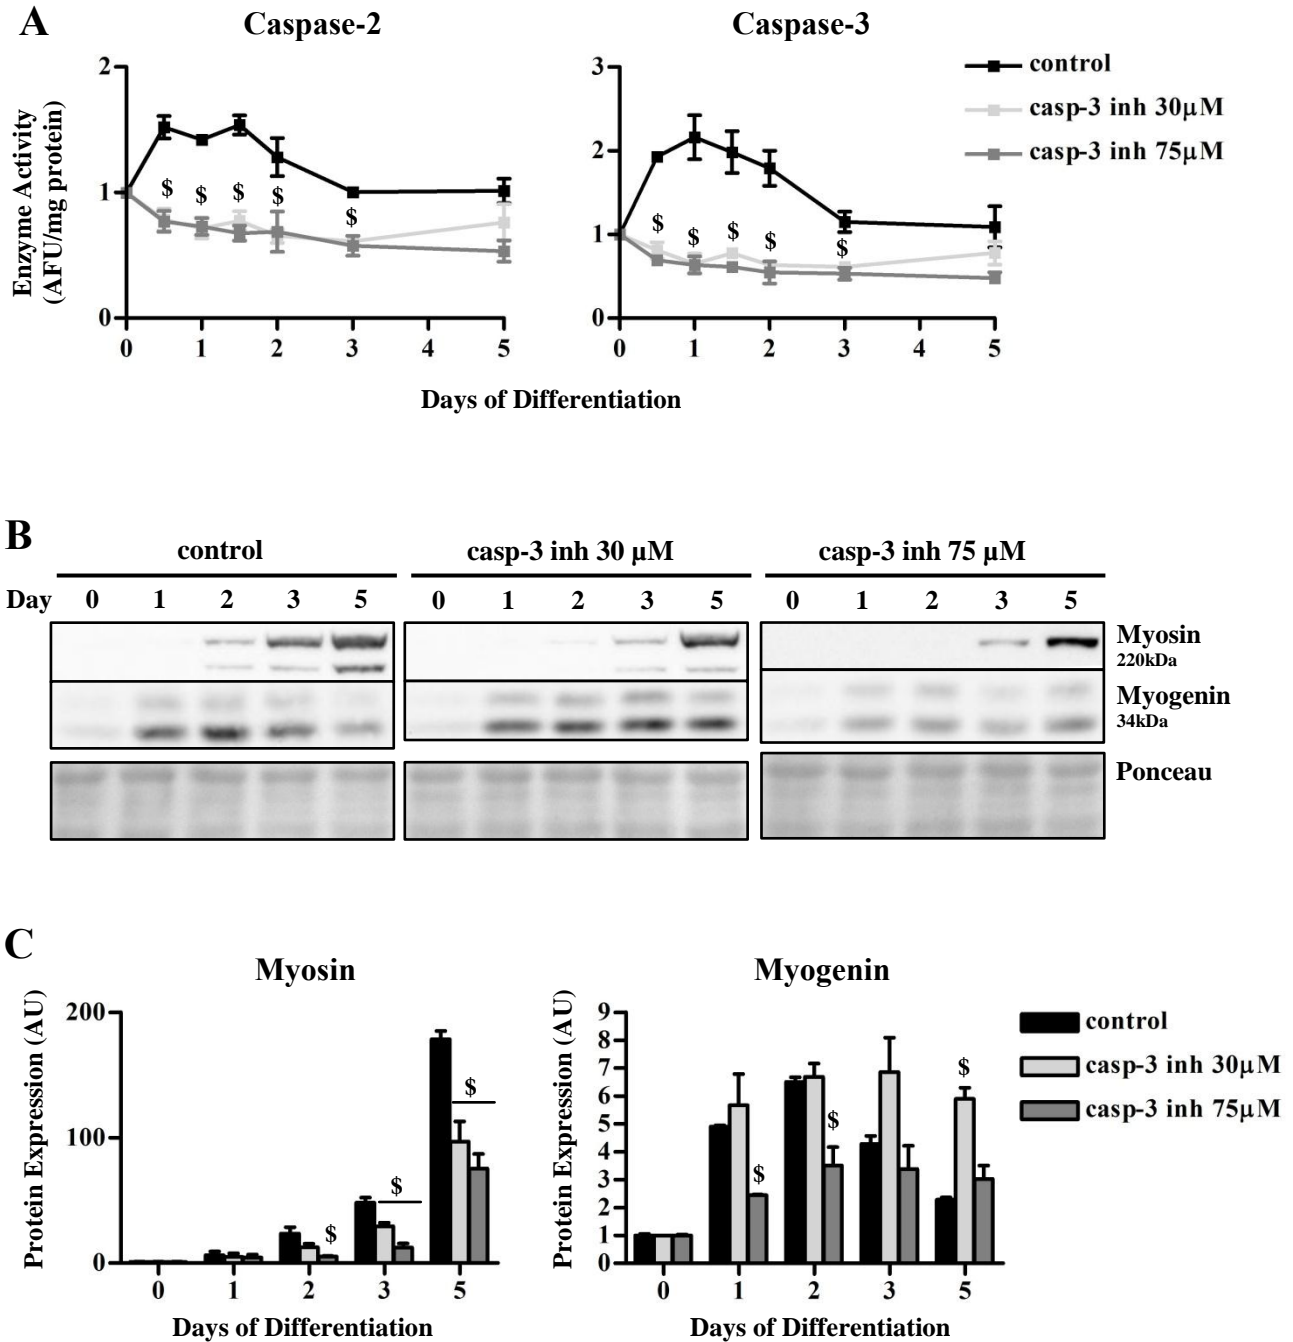 A
Caspase-2
Caspase-3
Enzyme Activity
(AFU/mg protein)
2
1
0
0 1 2 3 4 5
$ $ $ $ $
3
2
1
0
0 1 2 3 4 5
$ $ $ $ $
control
casp-3 inh 30µM
casp-3 inh 75µM
Days of Differentiation
B
control
casp-3 inh 30 µM
casp-3 inh 75 µM
Day 0 1 2 3 5 0 1 2 3 5 0 1 2 3 5
Myosin
220kDa
Myogenin
34kDa
Ponceau
C
Myosin
Myogenin
Protein Expression (AU)
200
100
0
0 1 2 3 5
$ $ $
Days of Differentiation
Protein Expression (AU)
9
8
7
6
5
4
3
2
1
0
0 1 2 3 5
$ $ $
Days of Differentiation
control
casp-3 inh 30µM
casp-3 inh 75µM